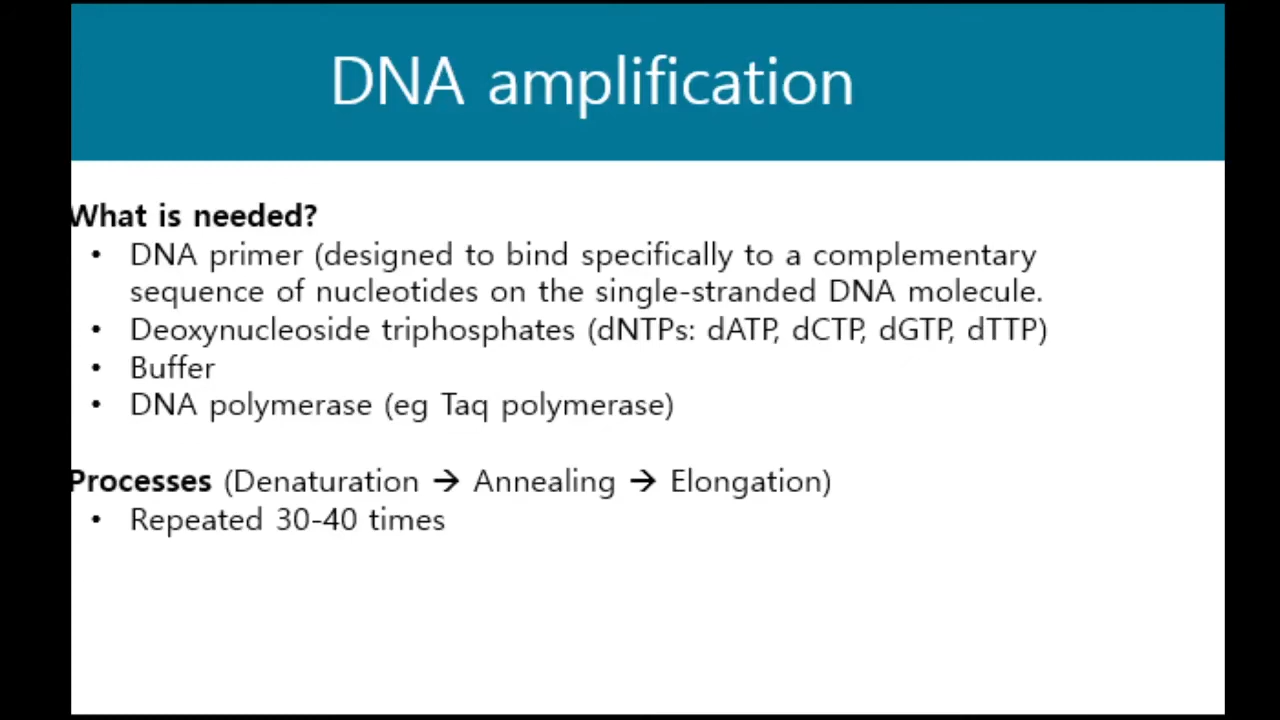 DNA amplification
What is needed?
• DNA primer (designed to bind specifically to a complementary
sequence of nucleotides on the single-stranded DNA molecule.
• Deoxynucleoside triphosphates (dNTPs: dATP, dCTP, dGTP, dTTP)
• Buffer
• DNA polymerase (eg Taq polymerase)
Processes (Denaturation → Annealing → Elongation)
• Repeated 30-40 times